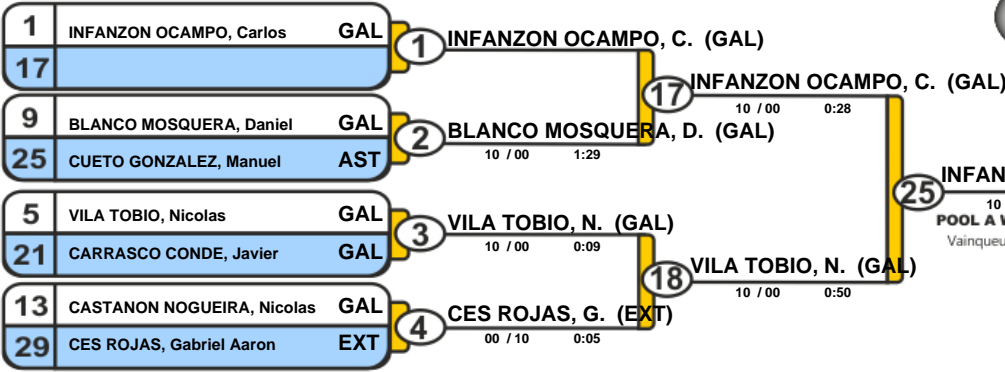 1 INFANZON OCAMPO, Carlos GAL
17
9 BLANCO MOSQUERA, Daniel GAL
25 CUETO GONZALEZ, Manuel AST
5 VILA TOBIO, Nicolas GAL
21 CARRASCO CONDE, Javier GAL
13 CASTANON NOGUEIRA, Nicolas GAL
29 CES ROJAS, Gabriel Aaron EXT
1 INFANZON OCAMPO, C. (GAL)
2 BLANCO MOSQUERA, D. (GAL)
10 / 00 1:29
3 VILA TOBIO, N. (GAL)
10 / 00 0:09
4 CES ROJAS, G. (EXT)
00 / 10 0:05
17 INFANZON OCAMPO, C. (GAL)
10 / 00 0:28
18 VILA TOBIO, N. (GAL)
10 / 00 0:50
25 INFAN
10
POOL A
Vainqueu